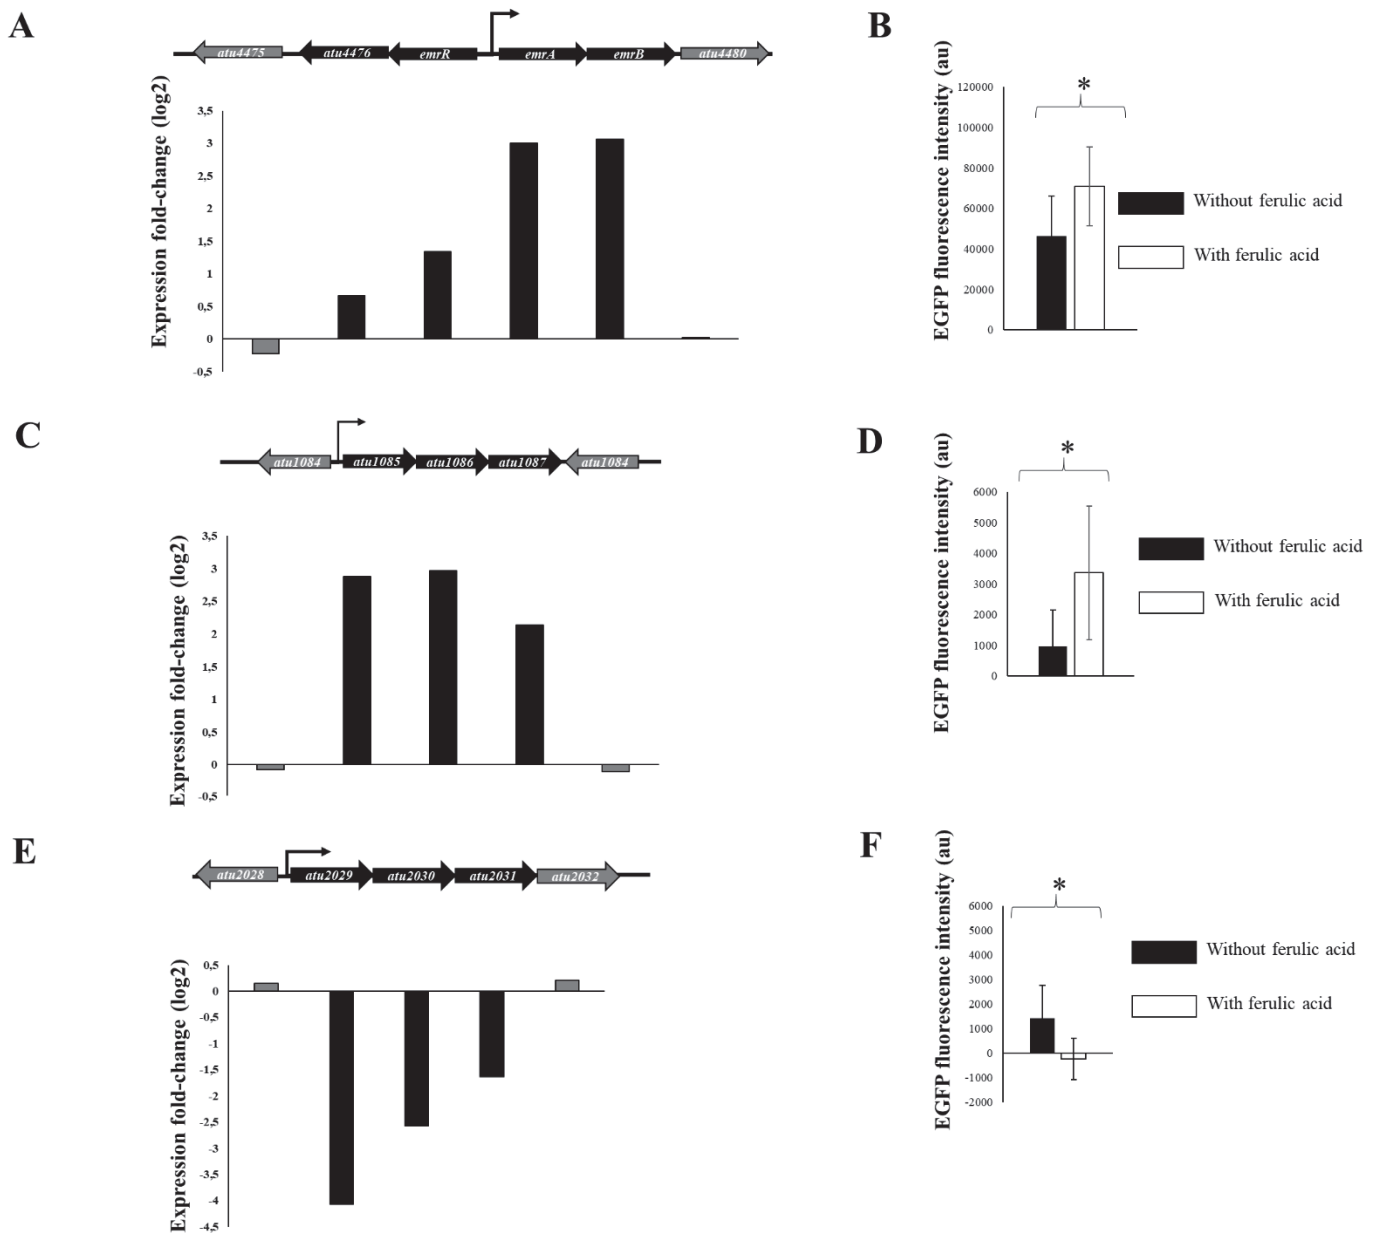 A
atu4475 atu4476 emrR emrA emrB atu4480
Expression fold-change (log2)
3,5
3
2,5
2
1,5
1
0,5
0
-0,5
B
*
EGFP fluorescence intensity (au)
120000
100000
80000
60000
40000
20000
0
Without ferulic acid
With ferulic acid
C
atu1084 atu1085 atu1086 atu1087 atu1084
Expression fold-change (log2)
3,5
3
2,5
2
1,5
1
0,5
0
-0,5
D
*
EGFP fluorescence intensity (au)
6000
5000
4000
3000
2000
1000
0
Without ferulic acid
With ferulic acid
E
atu2028 atu2029 atu2030 atu2031 atu2032
Expression fold-change (log2)
0,5
0
-0,5
-1
-1,5
-2
-2,5
-3
-3,5
-4
-4,5
F
*
EGFP fluorescence intensity (au)
6000
5000
4000
3000
2000
1000
0
-1000
-2000
Without ferulic acid
With ferulic acid